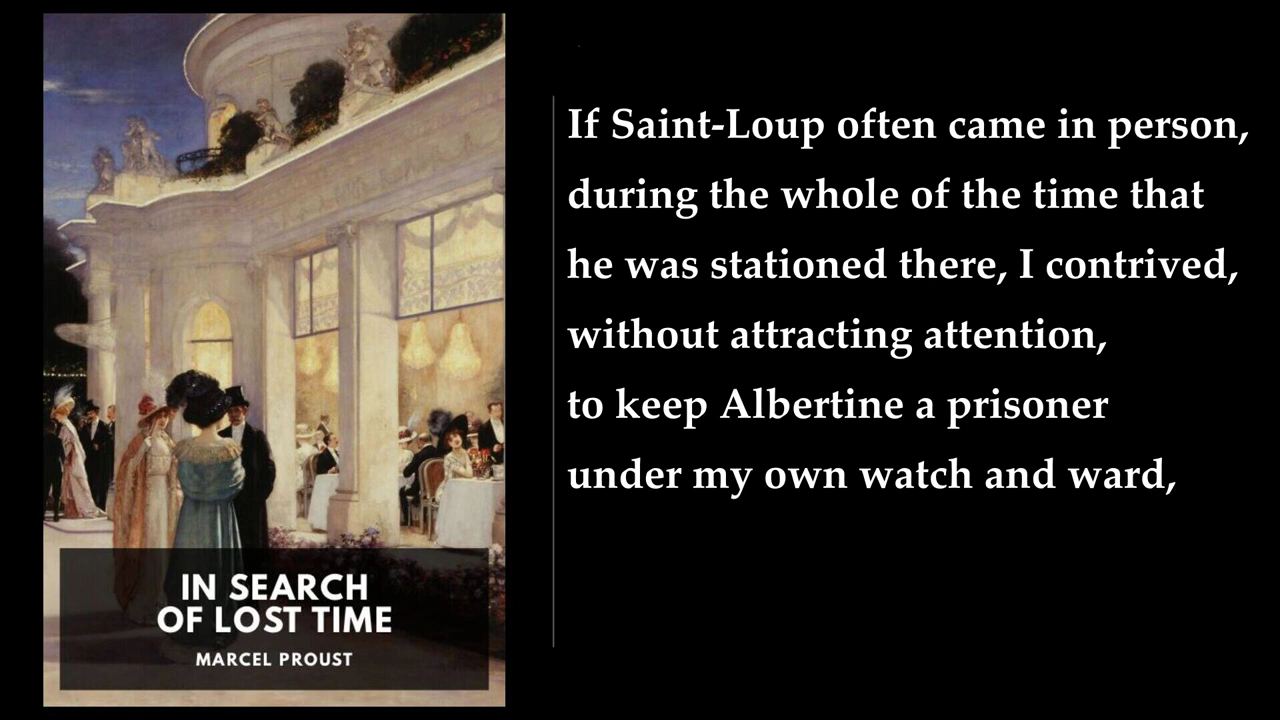 IN SEARCH
OF LOST TIME
MARCEL PROUST
If Saint-Loup often came in person,
during the whole of the time that
he was stationed there, I contrived,
without attracting attention,
to keep Albertine a prisoner
under my own watch and ward,